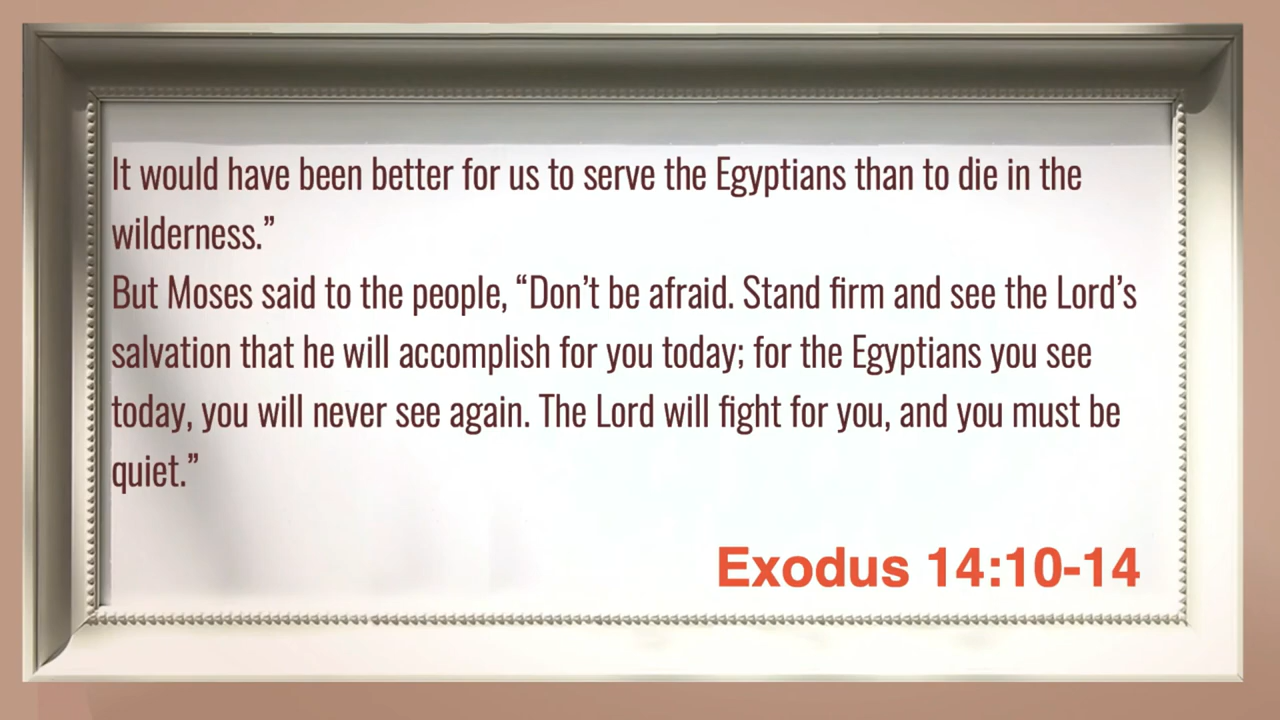 It would have been better for us to serve the Egyptians than to die in the
wilderness.”
But Moses said to the people, “Don’t be afraid. Stand firm and see the Lord’s
salvation that he will accomplish for you today; for the Egyptians you see
today, you will never see again. The Lord will fight for you, and you must be
quiet.”
Exodus 14:10-14